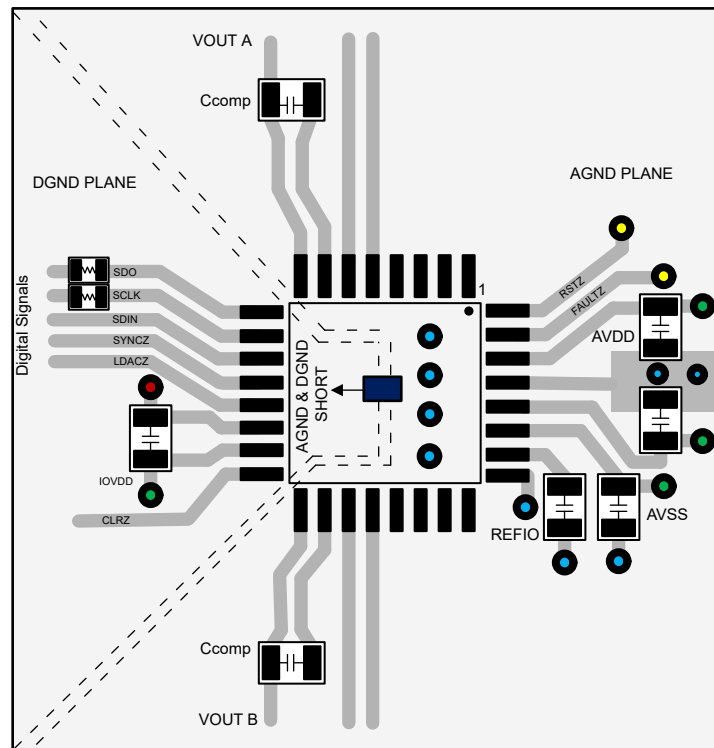 VOUT A
Ccomp
DGND PLANE
AGND PLANE
Digital Signals
SDO
SCLK
SDIN
SYNCZ
LDACZ
IOVDD
CLRZ
1
RSTZ
FAULTZ
AVDD
AGND & DGND
SHORT
REFIO
AVSS
Ccomp
VOUT B